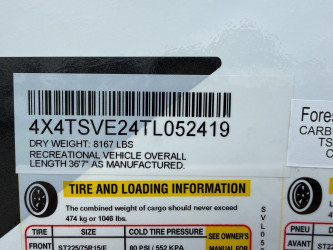 4X4TSVE24TL052419
DRY WEIGHT: 8167 LBS
RECREATIONAL VEHICLE OVERALL
LENGTH 36'7" AS MANUFACTURED.
Fores
CARB
TS
C
TIRE AND LOADING INFORMATION
The combined weight of cargo should never exceed
474 kg or 1046 lbs.
TIRE SIZE COLD TIRE PRESSURE
SEE OWNER'S
MANUAL
FRONT ST225/75R15/E 80 PSI / 552 KPA
SVL05
PNEU
AVANT